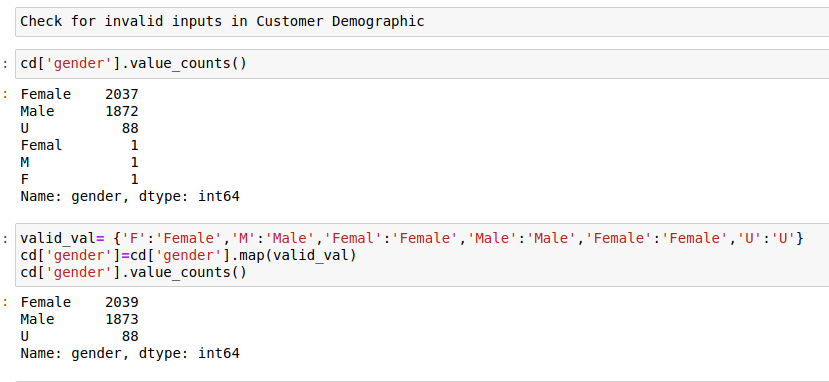 Check for invalid inputs in Customer Demographic
: cd['gender'].value_counts()
: Female    2037
Male      1872
U           88
Femal        1
M            1
F            1
Name: gender, dtype: int64
: valid_val= {'F':'Female','M':'Male','Femal':'Female','Male':'Male','Female':'Female','U':'U'}
cd['gender']=cd['gender'].map(valid_val)
cd['gender'].value_counts()
: Female    2039
Male      1873
U           88
Name: gender, dtype: int64